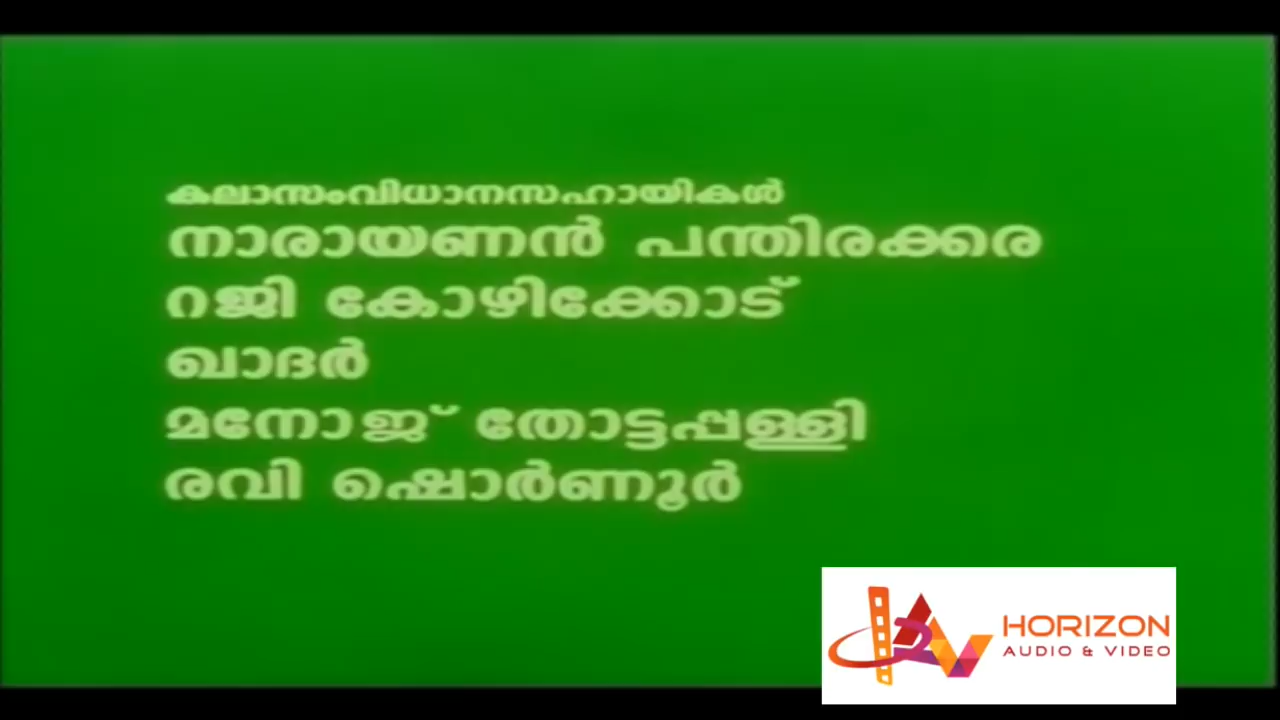 കലാസംവിധാനസഹായികൾ
നാരായണൻ പന്തിരക്കര
റജി കോഴിക്കോട്
ഖാദർ
മനോജ് തോട്ടപ്പള്ളി
രവി ഷൊർണൂർ
HORIZON
AUDIO & VIDEO